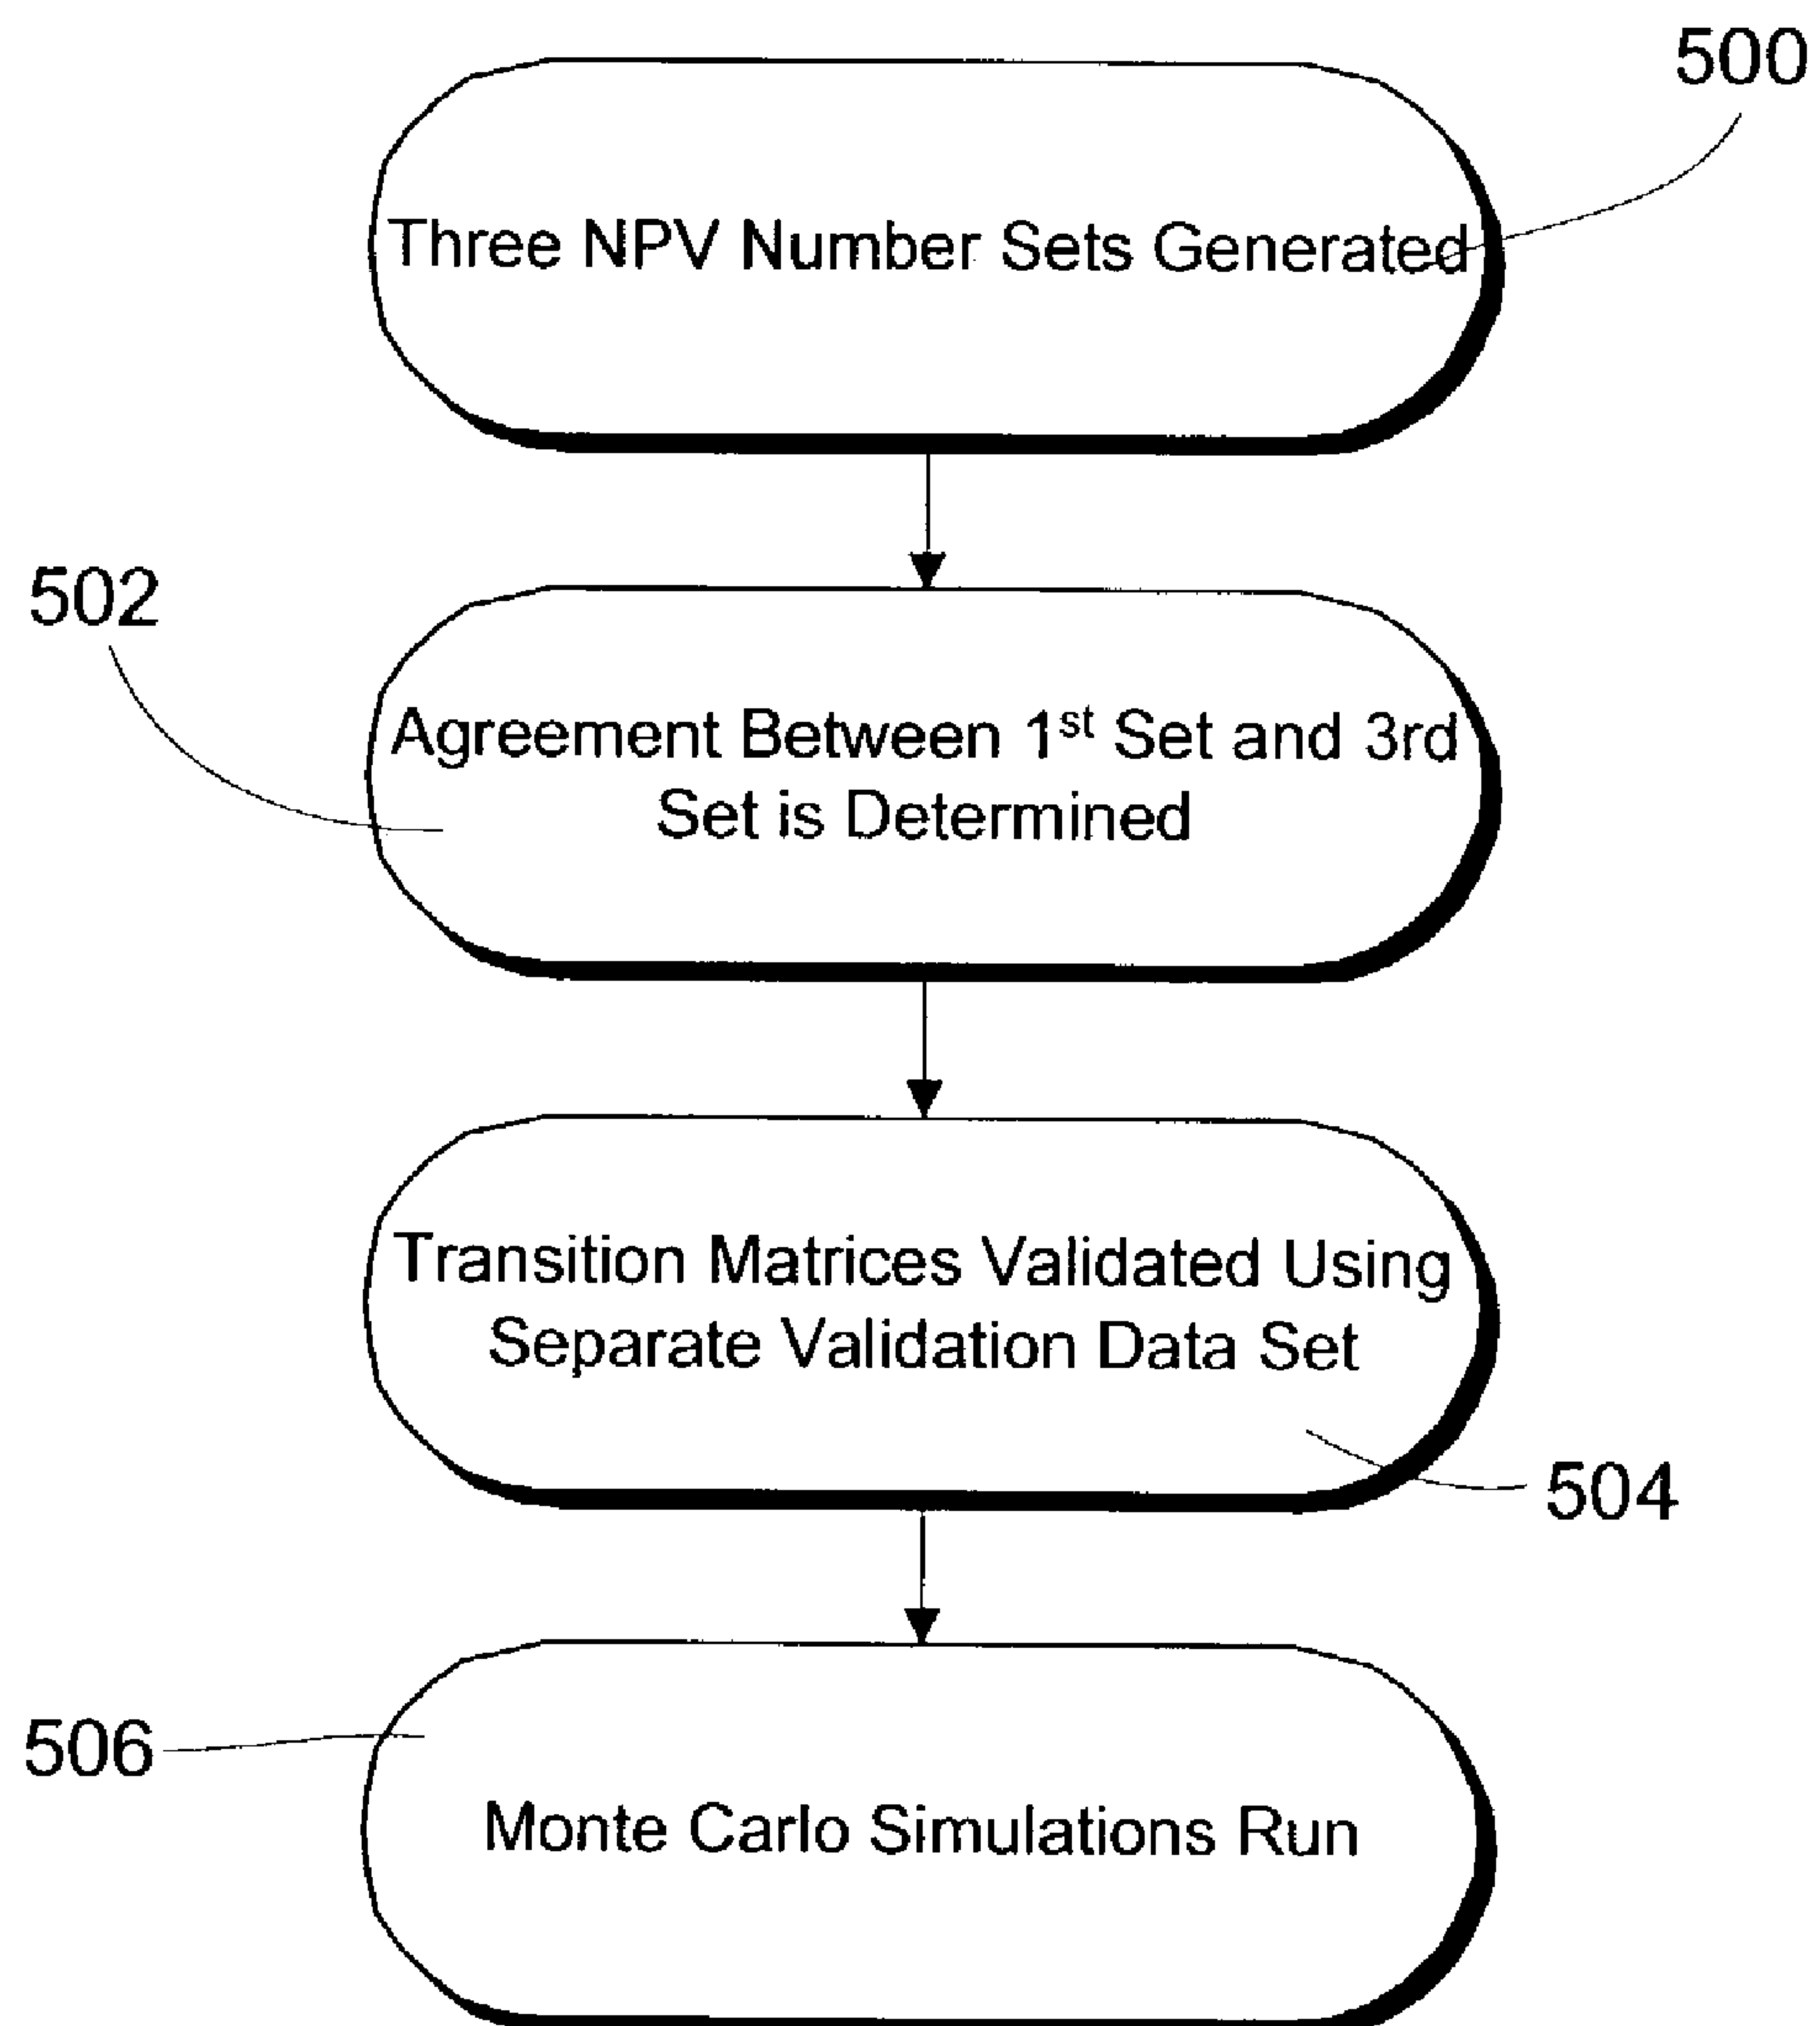 500
Three NPV Number Sets Generated
502
Agreement Between 1st Set and 3rd
Set is Determined
Transition Matrices Validated Using
Separate Validation Data Set
504
506
Monte Carlo Simulations Run